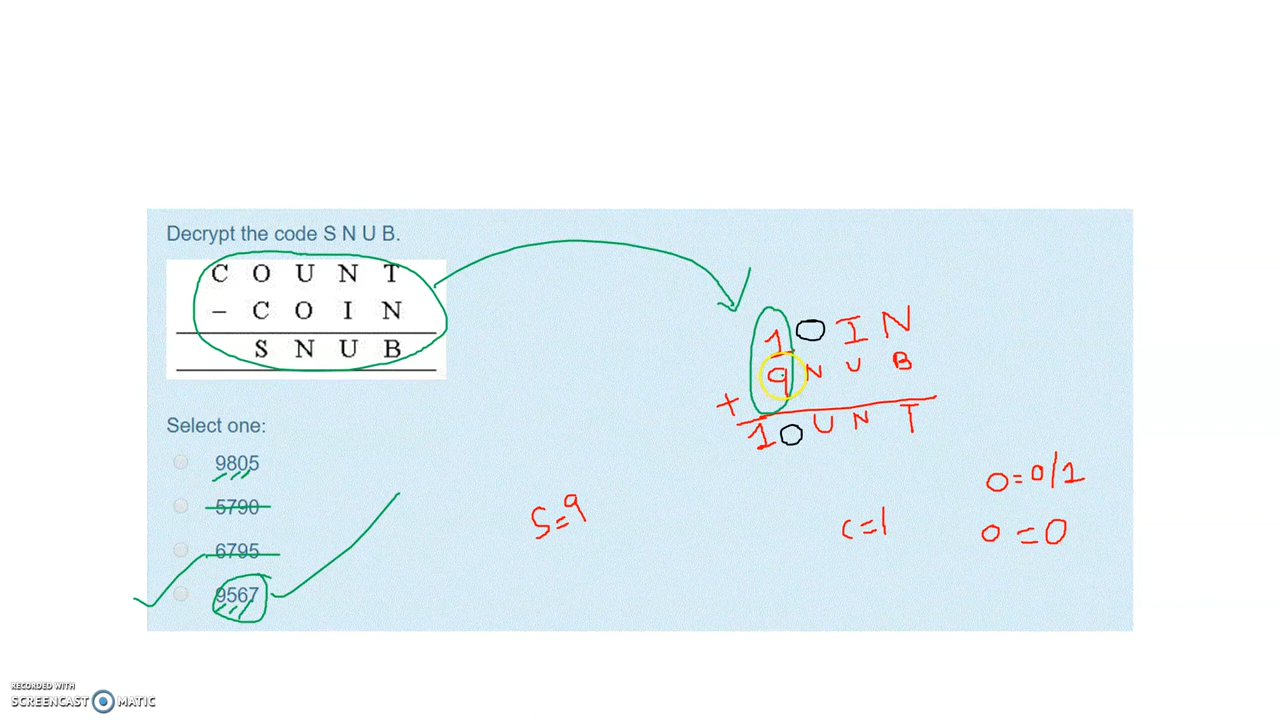 Decrypt the code S N U B.
C O U N T
– C O I N
S N U B
Select one:
9805
5790
6795
9567
1 O I N
+ 9 N U B
1 O U N T
S=9
C=1
O=0/1
O=0
RECORDED WITH
SCREENCAST MATIC